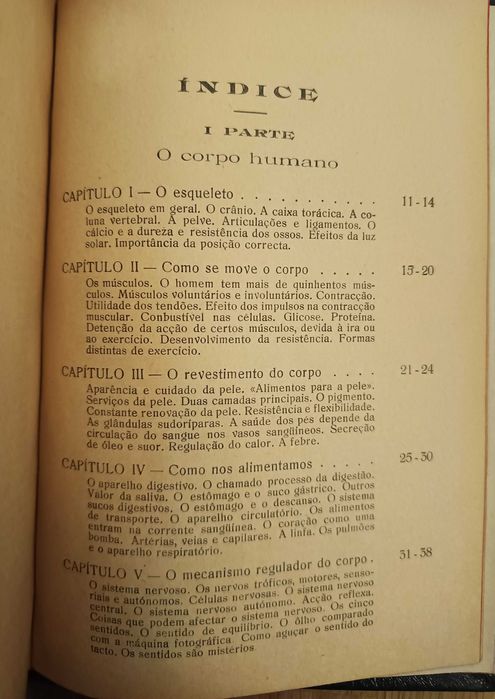 ÍNDICE
I PARTE
O corpo humano
CAPÍTULO I — O esqueleto . . . . . . . . . . . 11-14
O esqueleto em geral. O crânio. A caixa torácica. A co-
luna vertebral. A pelve. Articulações e ligamentos. O
cálcio e a dureza e resistência dos ossos. Efeitos da luz
solar. Importância da posição correcta.
CAPÍTULO II — Como se move o corpo . . . . . 15-20
Os músculos. O homem tem mais de quinhentos mús-
culos. Músculos voluntários e involuntários. Contracção.
Utilidade dos tendões. Efeito dos impulsos na contracção
muscular. Conbustível nas células. Glicose. Proteína.
Detenção da acção de certos músculos, devida à ira ou
ao exercício. Desenvolvimento da resistência. Formas
distintas de exercício.
CAPÍTULO III — O revestimento do corpo . . . . 21-24
Aparência e cuidado da pele. «Alimentos para a pele».
Serviços da pele. Duas camadas principais. O pigmento.
Constante renovação da pele. Resistência e flexibilidade.
As glândulas sudoríparas. A saúde dos pés depende da
circulação do sangue nos vasos sangüíneos. Secreção
de óleo e suor. Regulação do calor. A febre.
CAPÍTULO IV — Como nos alimentamos . . . . . 25-30
O aparelho digestivo. O chamado processo da digestão.
Valor da saliva. O estômago e o suco gástrico. Outros
sucos digestivos. O estômago e o descanso. O sistema
de transporte. O aparelho circulatório. Os alimentos
entram na corrente sangüínea. O coração como uma
bomba. Artérias, veias e capilares. A linfa. Os pulmões
e o aparelho respiratório.
CAPÍTULO V — O mecanismo regulador do corpo . 31-38
O sistema nervoso. Os nervos tróficos, motores, senso-
riais e autónomos. Células nervosas. O sistema nervoso
central. O sistema nervoso autónomo. Acção reflexa.
Coisas que podem afectar o sistema nervoso. Os cinco
sentidos. O sentido de equilíbrio. O ôlho comparado
com a máquina fotográfica. Como aguçar o sentido do
tacto. Os sentidos são mistérios.